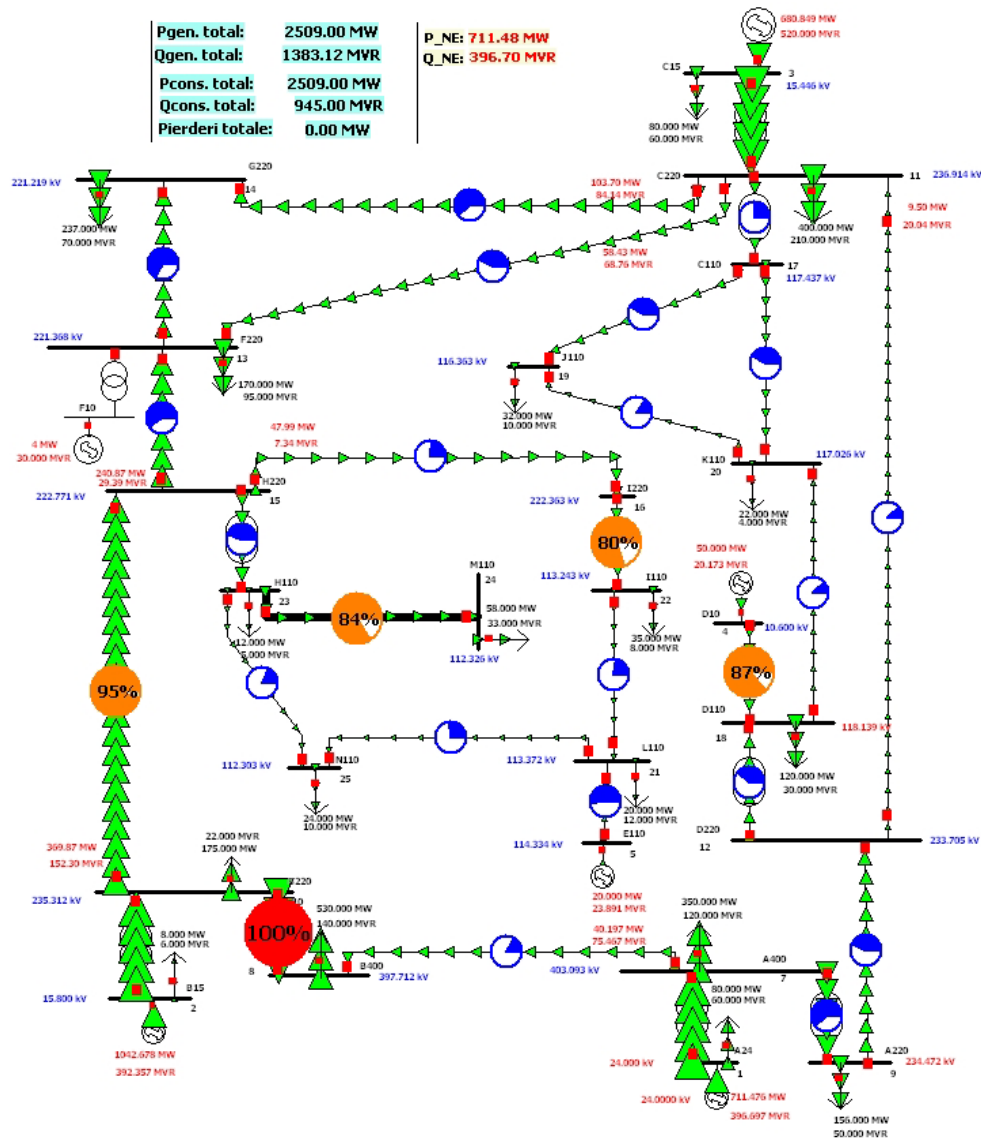 Pgen. total: 2509.00 MW
Qgen. total: 1383.12 MVR
Pcons. total: 2509.00 MW
Qcons. total: 945.00 MVR
Pierderi totale: 0.00 MW
P_NE: 711.48 MW
Q_NE: 396.70 MVR
680.849 MW
520.000 MVR
C15
3
15.446 kV
80.000 MW
60.000 MVR
G220
14
221.219 kV
237.000 MW
70.000 MVR
103.70 MW
84.14 MVR
C220
11
236.914 kV
400.000 MW
210.000 MVR
9.50 MW
20.04 MVR
58.43 MW
68.76 MVR
C110
17
117.437 kV
221.368 kV
F220
13
170.000 MW
95.000 MVR
F10
4 MW
30.000 MVR
116.363 kV
J110
19
32.000 MW
10.000 MVR
K110
20
117.026 kV
22.000 MW
4.000 MVR
240.87 MW
29.39 MVR
222.771 kV
47.99 MW
7.34 MVR
H220
15
222.363 kV
I220
16
80%
113.243 kV
I110
22
35.000 MW
8.000 MVR
H110
23
12.000 MW
5.000 MVR
84%
M110
24
58.000 MW
33.000 MVR
112.326 kV
50.000 MW
20.173 MVR
D10
4
10.600 kV
87%
D110
18
118.139 kV
120.000 MW
30.000 MVR
95%
112.303 kV
N110
25
24.000 MW
10.000 MVR
113.372 kV
L110
21
20.000 MW
12.000 MVR
114.334 kV
E110
5
20.000 MW
23.891 MVR
D220
12
233.705 kV
369.87 MW
152.30 MVR
235.312 kV
22.000 MVR
175.000 MW
100%
530.000 MW
140.000 MVR
8
B400
397.712 kV
8.000 MW
6.000 MVR
15.800 kV
B15
2
1042.678 MW
392.357 MVR
40.197 MW
75.467 MVR
350.000 MW
120.000 MVR
403.093 kV
A400
7
80.000 MW
60.000 MVR
24.000 kV
A24
1
24.0000 kV
711.476 MW
396.697 MVR
A220
9
234.472 kV
156.000 MW
50.000 MVR